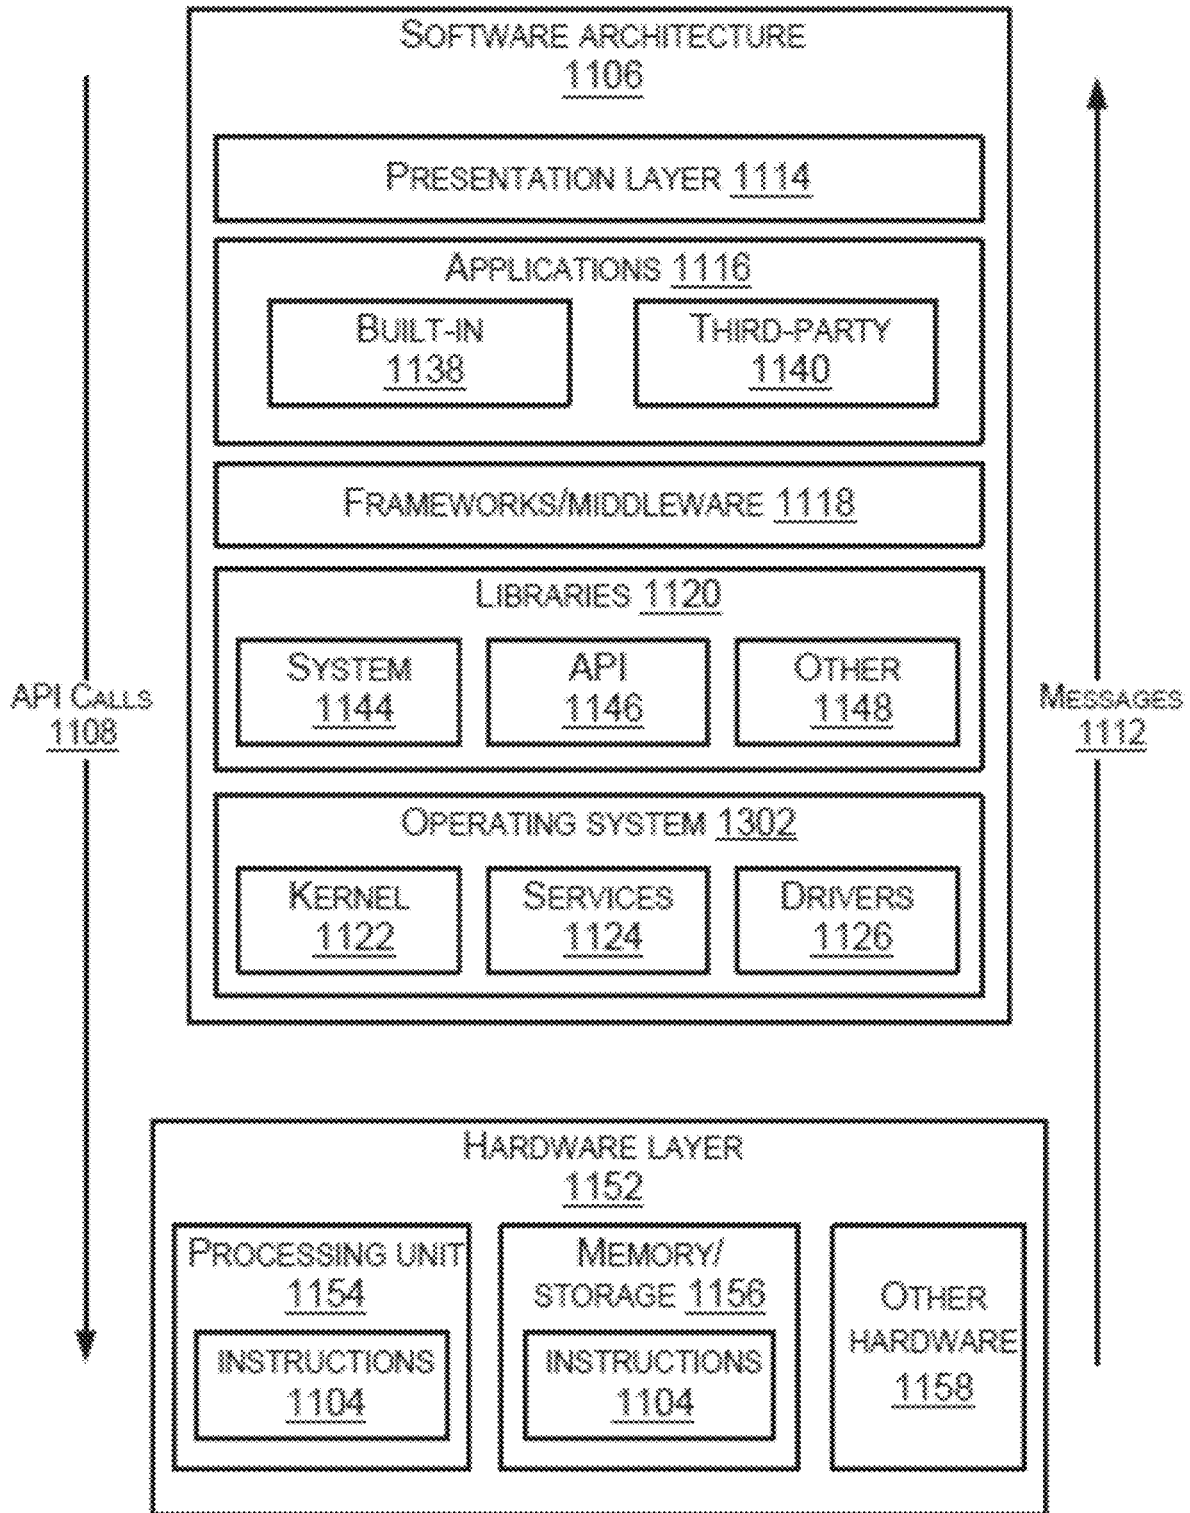 SOFTWARE ARCHITECTURE
1106
PRESENTATION LAYER 1114
APPLICATIONS 1116
BUILT-IN
1138
THIRD-PARTY
1140
FRAMEWORKS/MIDDLEWARE 1118
LIBRARIES 1120
SYSTEM
1144
API
1146
OTHER
1148
API CALLS
1108
MESSAGES
1112
OPERATING SYSTEM 1302
KERNEL
1122
SERVICES
1124
DRIVERS
1126
HARDWARE LAYER
1152
PROCESSING UNIT
1154
INSTRUCTIONS
1104
MEMORY/
STORAGE 1156
INSTRUCTIONS
1104
OTHER
HARDWARE
1158